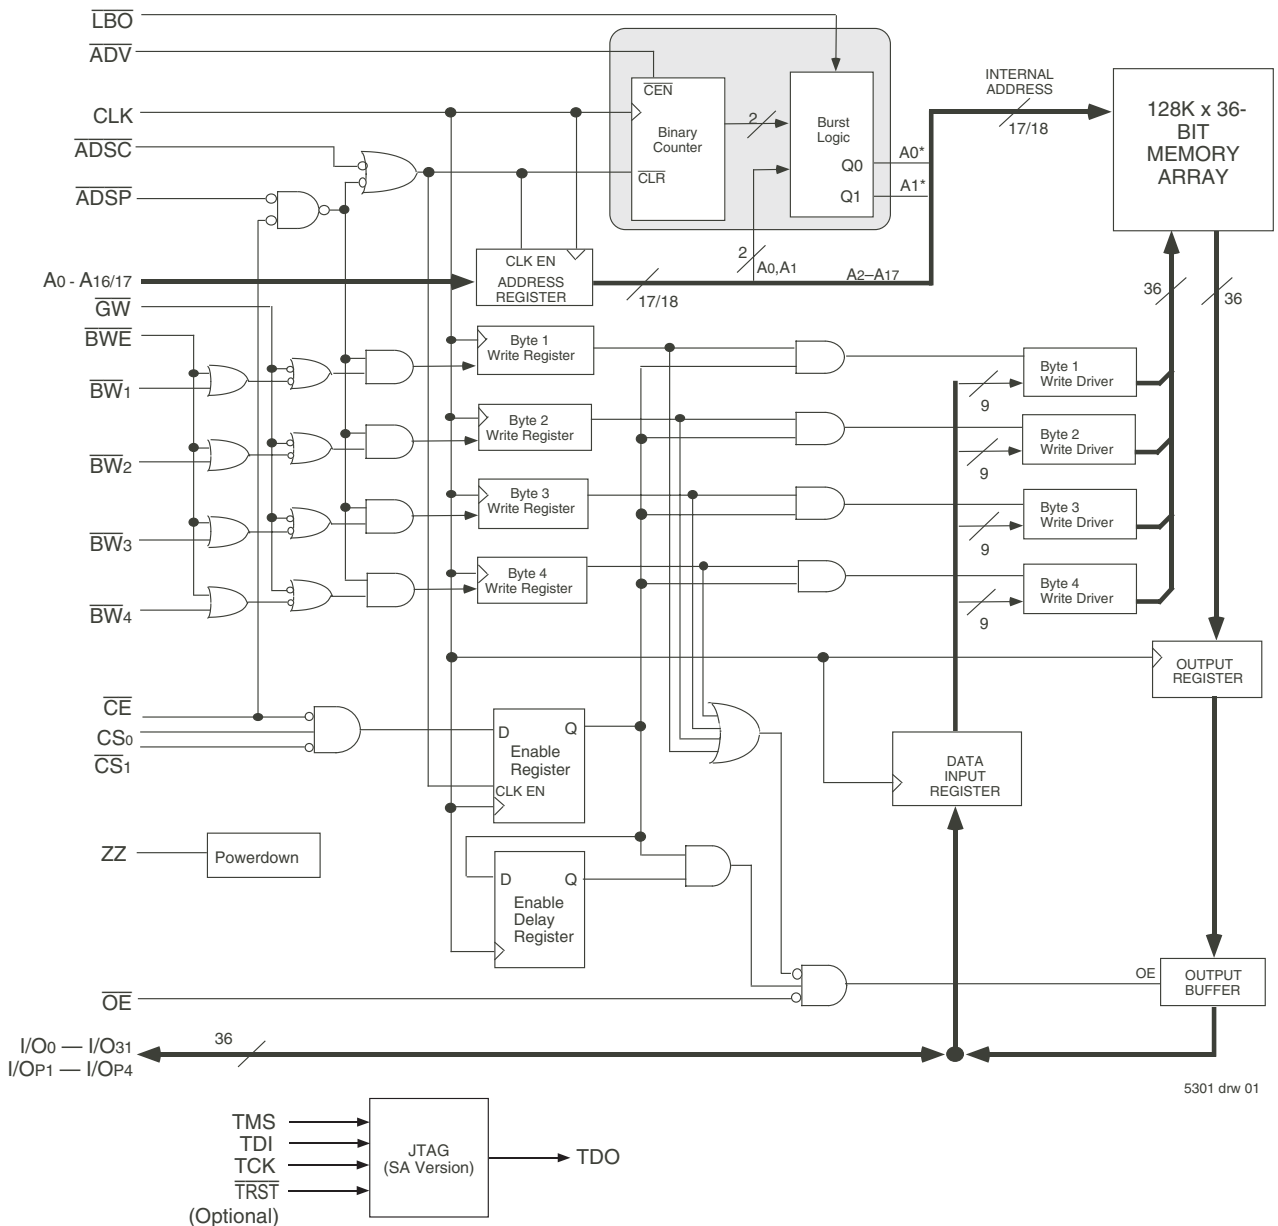 LBO
ADV
CLK
ADSC
ADSP
CEN
Binary
Counter
CLR
2
Burst
Logic
Q0
Q1
A0*
A1*
INTERNAL
ADDRESS
17/18
128K x 36-
BIT
MEMORY
ARRAY
A0 - A16/17
CLK EN
ADDRESS
REGISTER
17/18
2
A0,A1
A2–A17
36
36
GW
BWE
BW1
BW2
BW3
BW4
Byte 1
Write Register
Byte 2
Write Register
Byte 3
Write Register
Byte 4
Write Register
9
Byte 1
Write Driver
9
Byte 2
Write Driver
9
Byte 3
Write Driver
9
Byte 4
Write Driver
OUTPUT
REGISTER
CE
CS0
CS1
D
Q
Enable
Register
CLK EN
DATA
INPUT
REGISTER
ZZ
Powerdown
D
Q
Enable
Delay
Register
OE
OE
OUTPUT
BUFFER
I/O0 — I/O31
I/OP1 — I/OP4
36
5301 drw 01
TMS
TDI
TCK
TRST
(Optional)
JTAG
(SA Version)
TDO